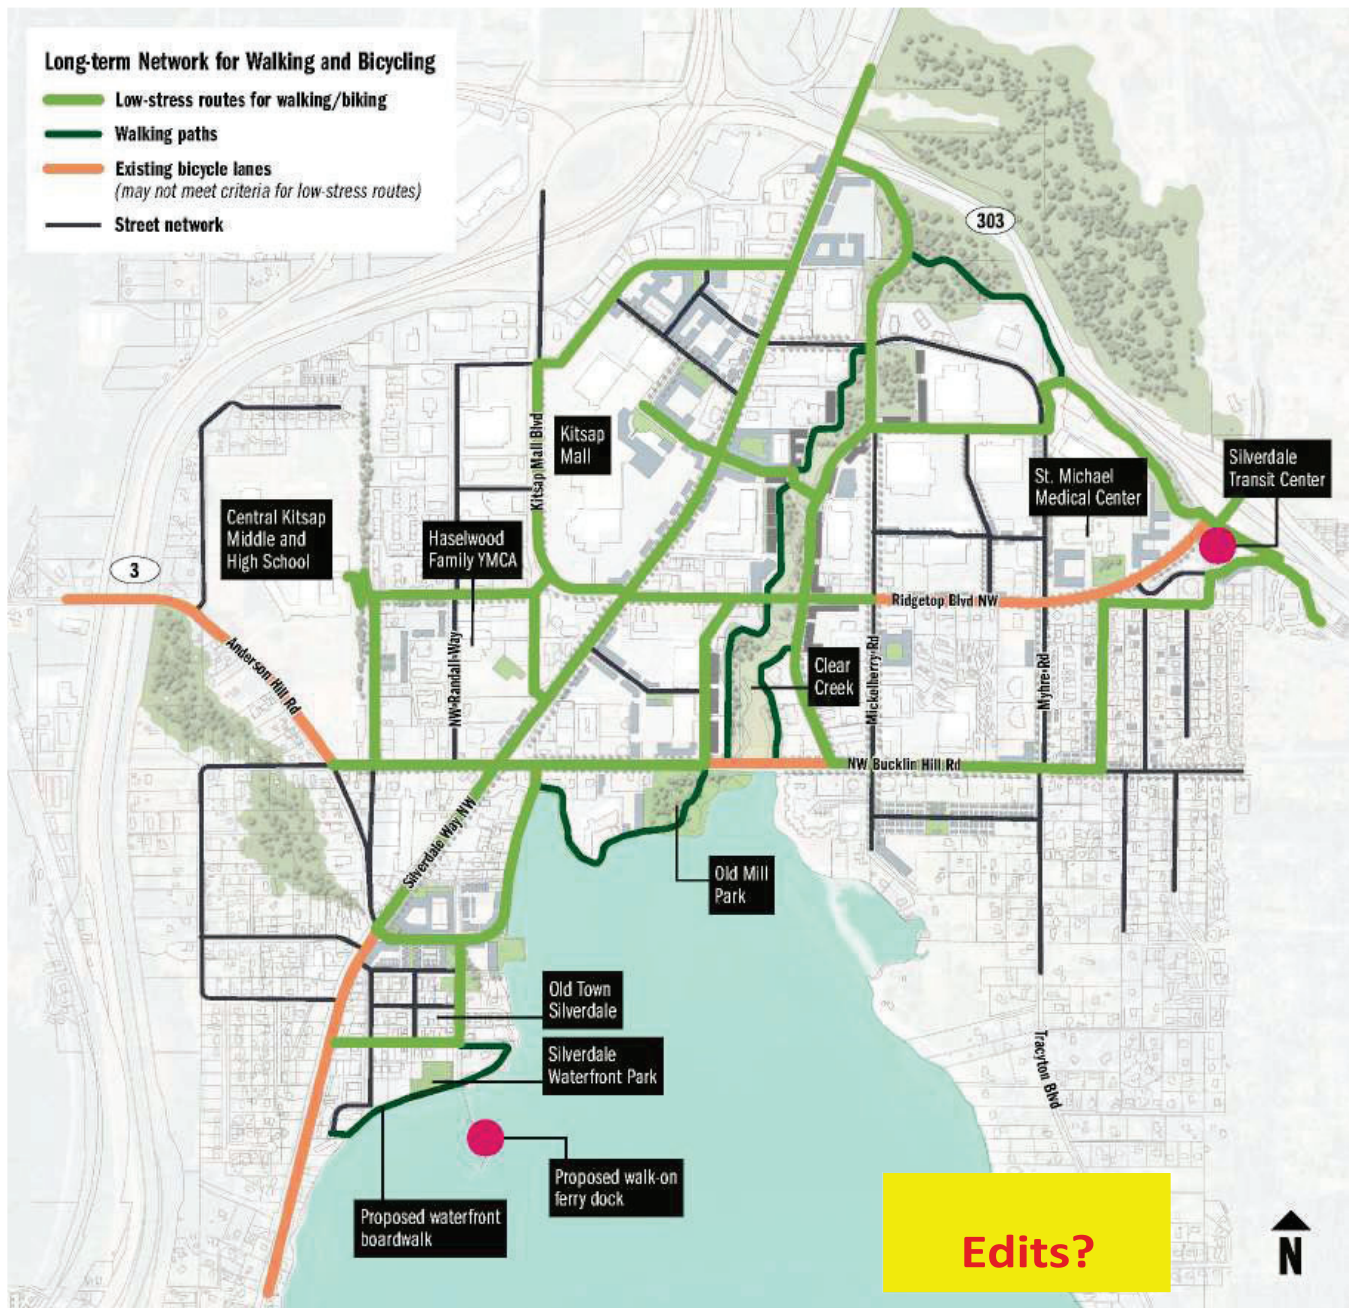 Long-term Network for Walking and Bicycling
Low-stress routes for walking/biking
Walking paths
Existing bicycle lanes
(may not meet criteria for low-stress routes)
Street network
303
Kitsap Mall Blvd
Kitsap
Mall
Silverdale
Transit Center
St. Michael
Medical Center
Central Kitsap
Middle and
High School
Haselwood
Family YMCA
3
Ridgetop Blvd NW
Anderson Hill Rd
NW Randall Way
Clear
Creek
Mickelberry Rd
Myhre Rd
NW Bucklin Hill Rd
Silverdale Way NW
Old Mill
Park
Old Town
Silverdale
Silverdale
Waterfront Park
Tracyton Blvd
Proposed walk-on
ferry dock
Proposed waterfront
boardwalk
Edits?
N